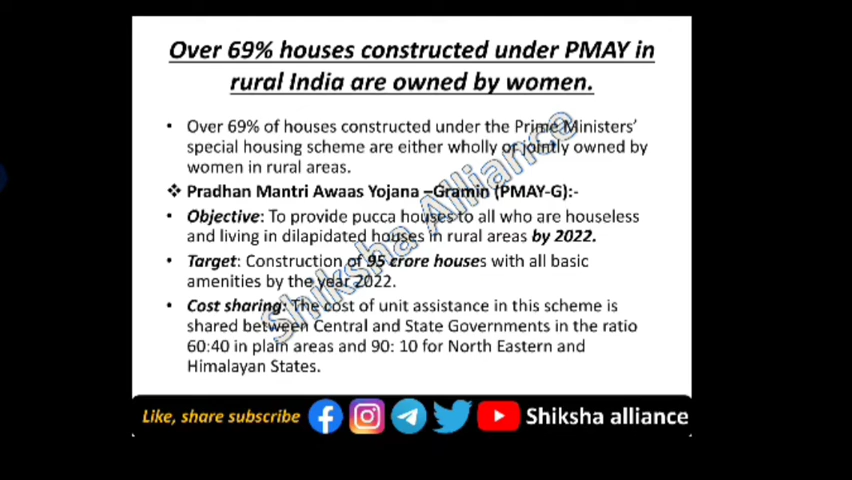 Over 69% houses constructed under PMAY in
rural India are owned by women.
• Over 69% of houses constructed under the Prime Ministers’
special housing scheme are either wholly or jointly owned by
women in rural areas.
❖ Pradhan Mantri Awaas Yojana –Gramin (PMAY-G):-
• Objective: To provide pucca houses to all who are houseless
and living in dilapidated houses in rural areas by 2022.
• Target: Construction of 95 crore houses with all basic
amenities by the year 2022.
• Cost sharing: The cost of unit assistance in this scheme is
shared between Central and State Governments in the ratio
60:40 in plain areas and 90: 10 for North Eastern and
Himalayan States.
Shiksha Alliance
Like, share subscribe
Shiksha alliance